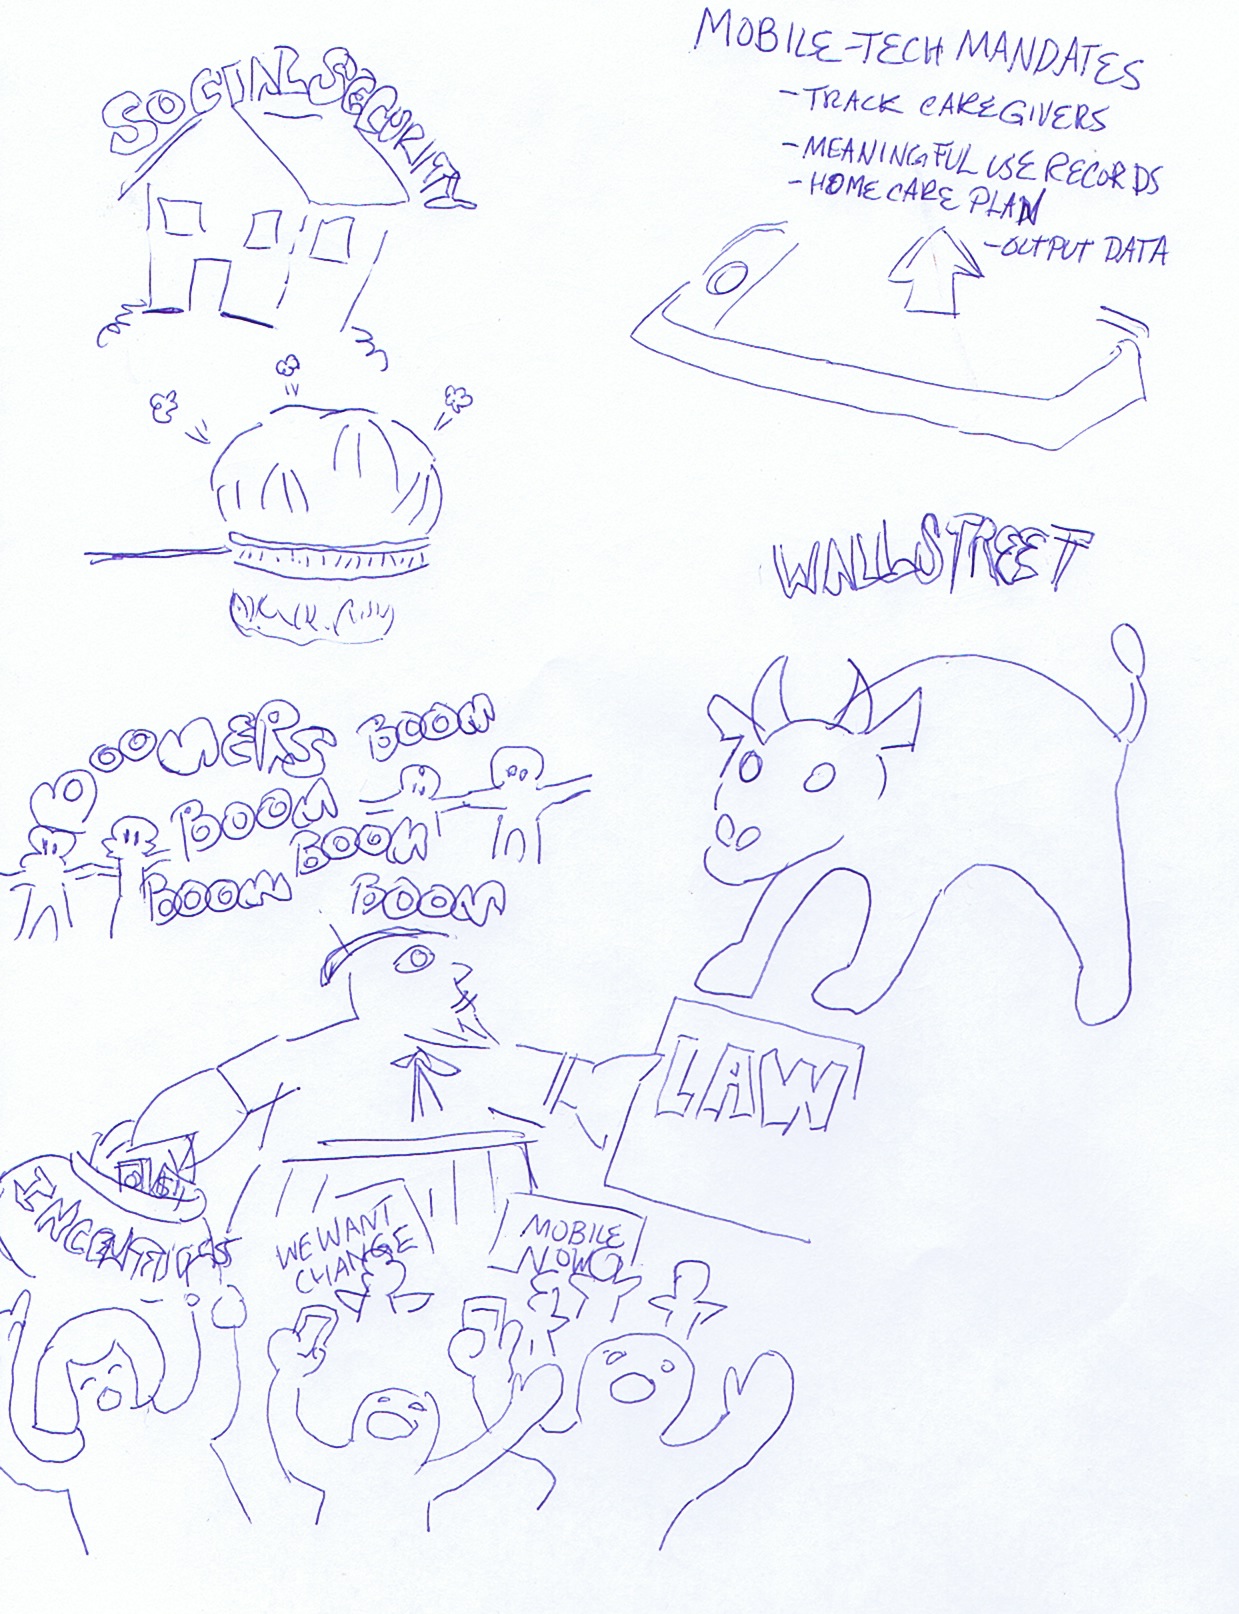 SOCIAL SECURITY
MOBILE-TECH MANDATES
-TRACK CAREGIVERS
-MEANINGFUL USE RECORDS
-HOME CARE PLAN
-OUTPUT DATA
WALLSTREET
BOOMERS BOOM
BOOM
BOOM
BOOM
BOOM
LAW
INCENTIVES
WE WANT
CHANGE
MOBILE
NOW